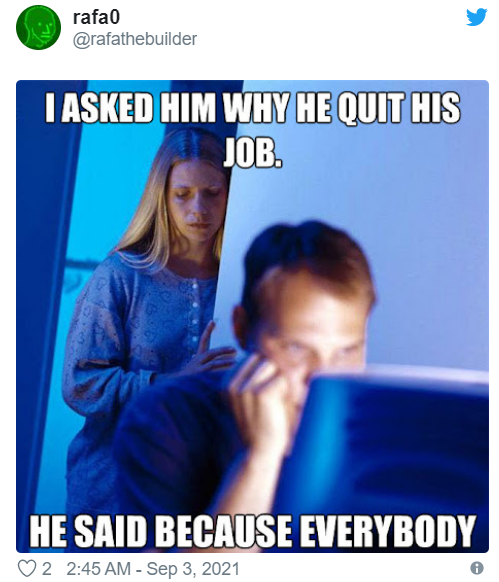 rafa0
@rafathebuilder
I ASKED HIM WHY HE QUIT HIS
JOB.
HE SAID BECAUSE EVERYBODY
2 2:45 AM - Sep 3, 2021